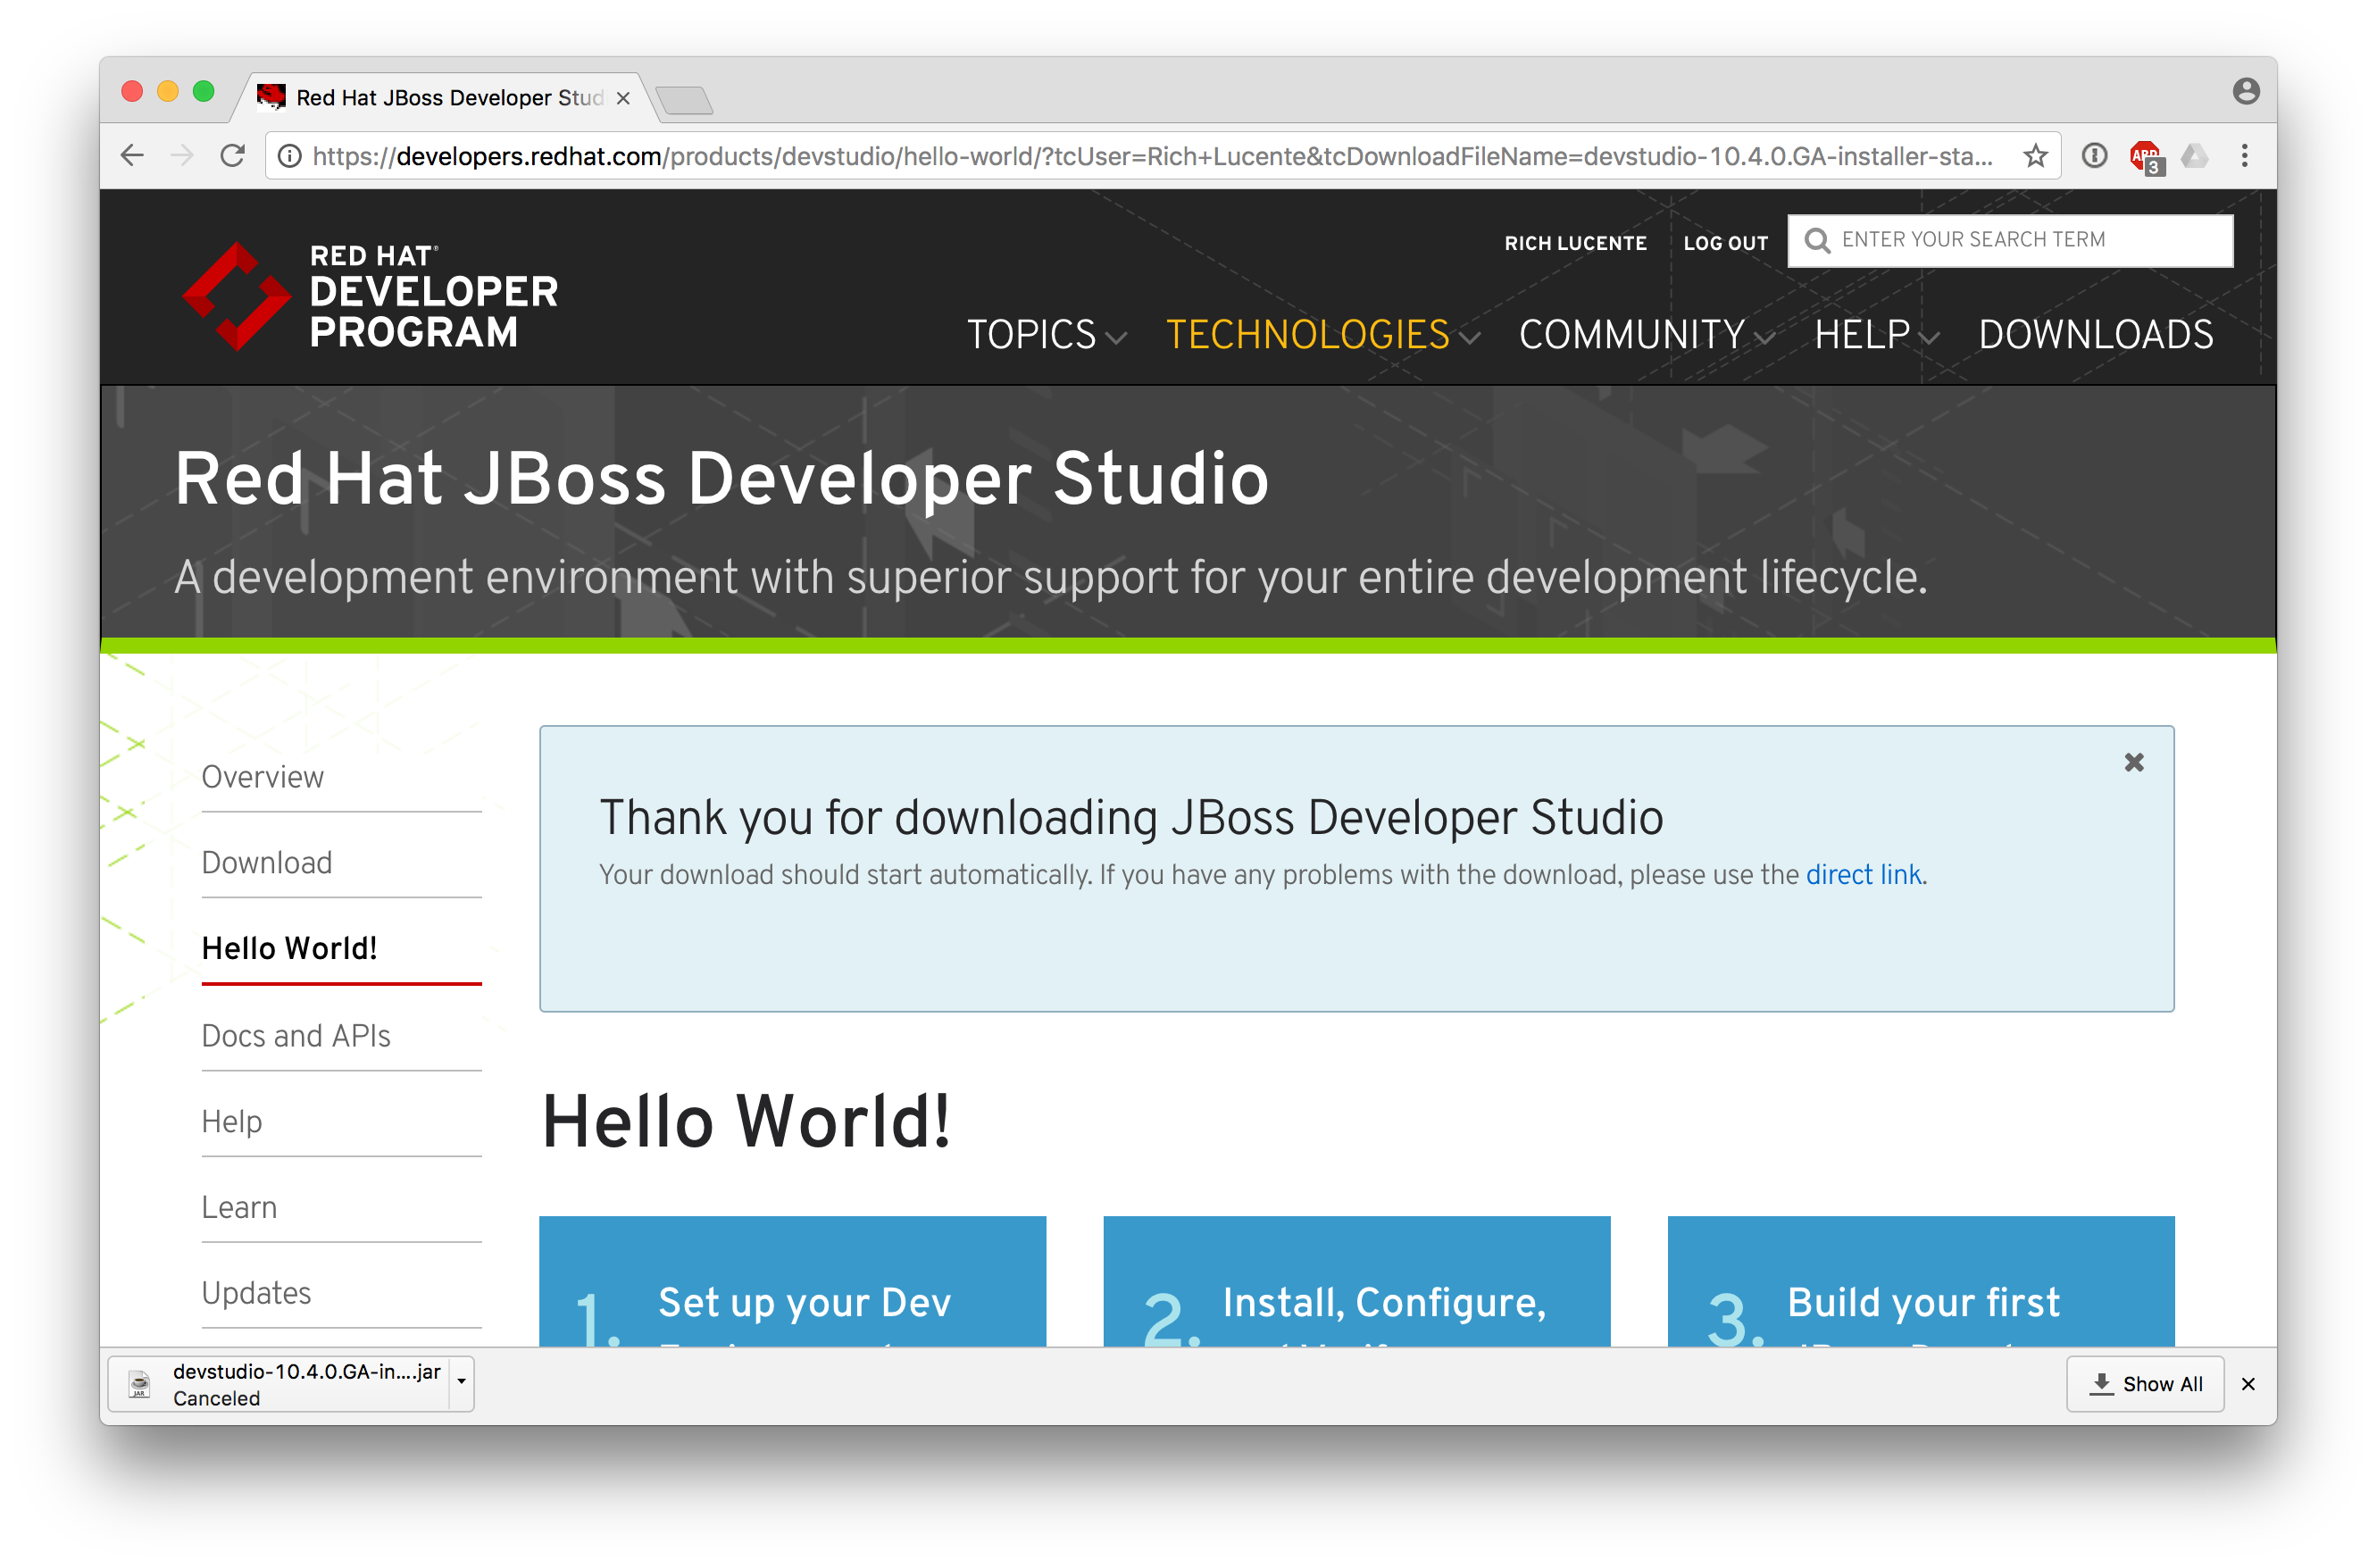 Red Hat JBoss Developer Stud
https://developers.redhat.com/products/devstudio/hello-world/?tcUser=Rich+Lucente&tcDownloadFileName=devstudio-10.4.0.GA-installer-sta...
ABP
3
RED HAT®
DEVELOPER
PROGRAM
RICH LUCENTE
LOG OUT
ENTER YOUR SEARCH TERM
TOPICS
TECHNOLOGIES
COMMUNITY
HELP
DOWNLOADS
Red Hat JBoss Developer Studio
A development environment with superior support for your entire development lifecycle.
Overview
Download
Hello World!
Docs and APIs
Help
Learn
Updates
Thank you for downloading JBoss Developer Studio
Your download should start automatically. If you have any problems with the download, please use the direct link.
Hello World!
1.
Set up your Dev
2.
Install, Configure,
3.
Build your first
JAR
devstudio-10.4.0.GA-in....jar
Canceled
Show All